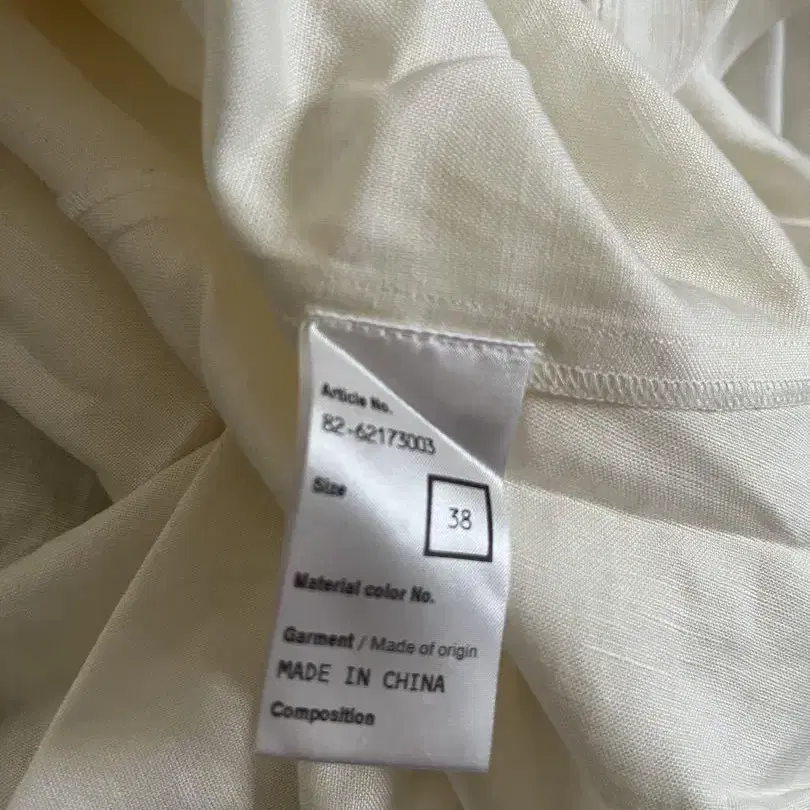 Article No.
82-62173003
Size
38
Material color No.
Garment / Made of origin
MADE IN CHINA
Composition